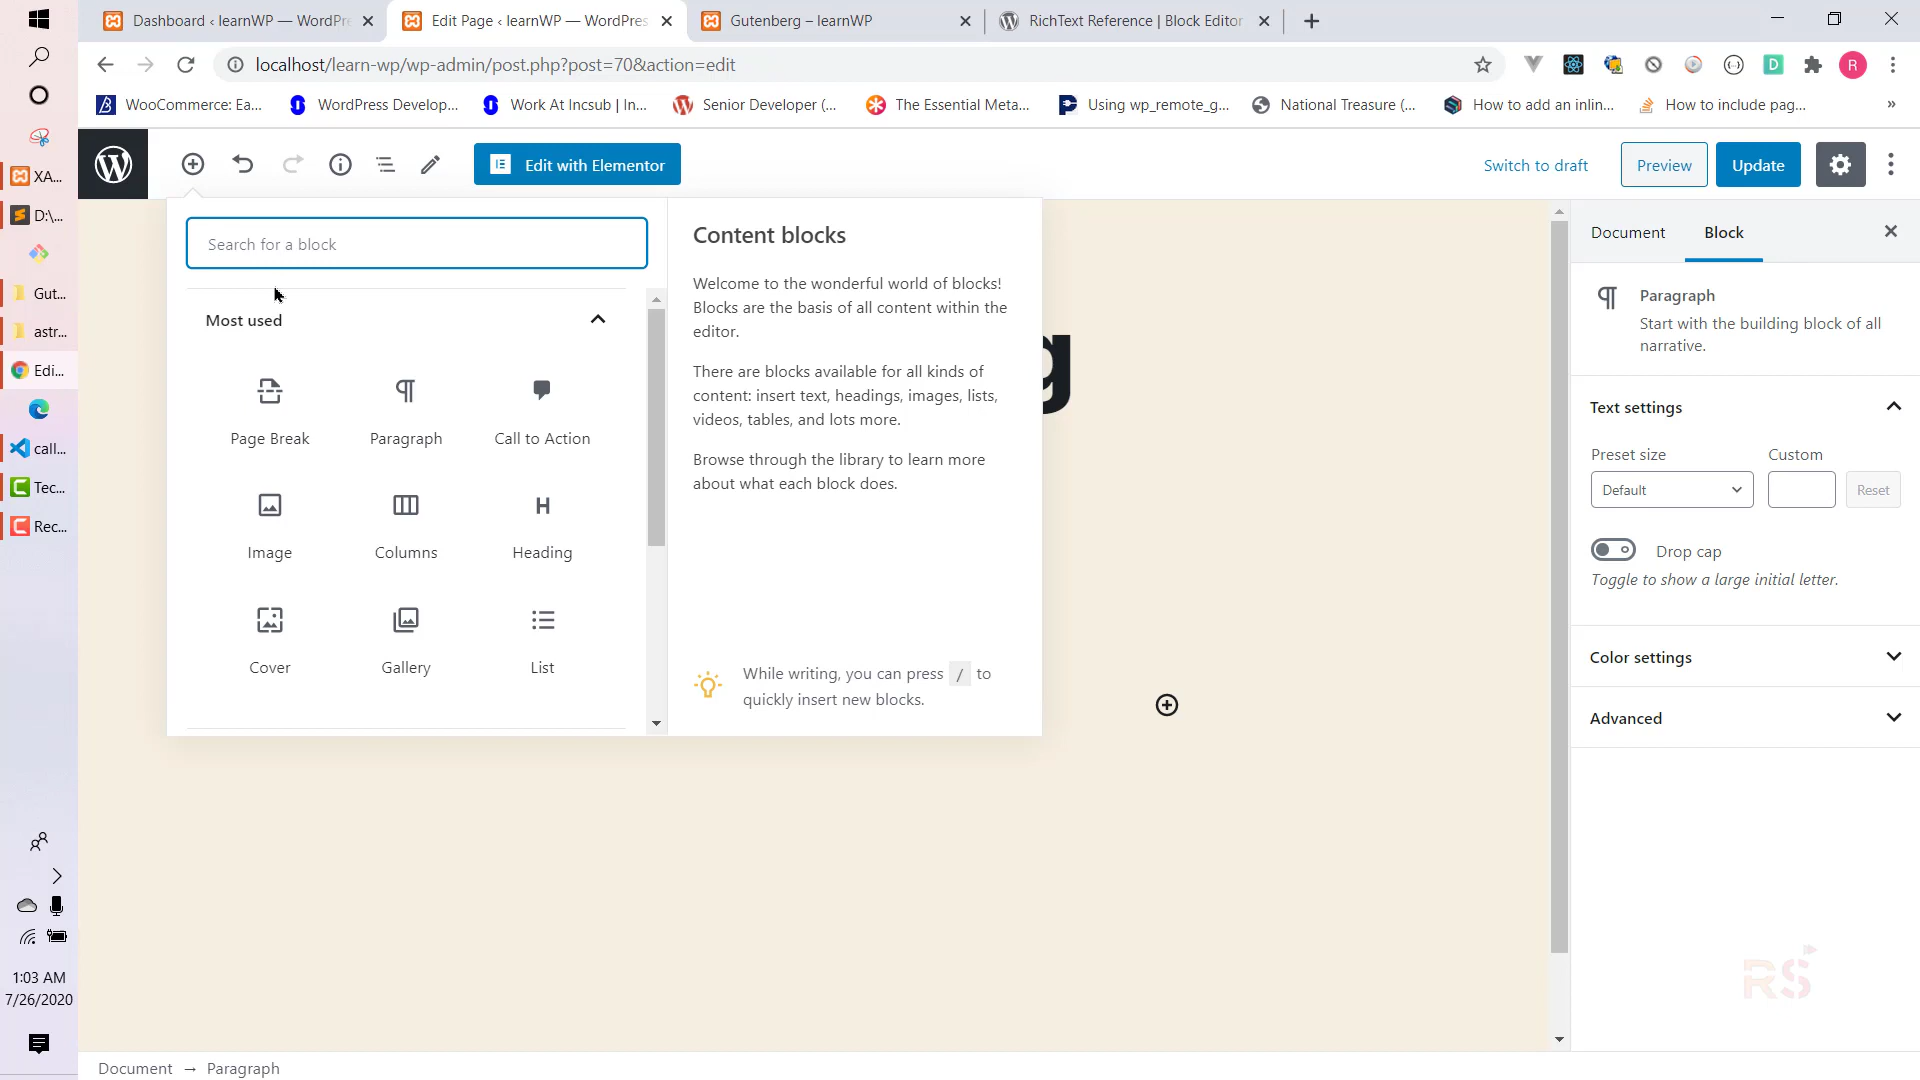 Dashboard ‹ learnWP — WordPre
Edit Page ‹ learnWP — WordPres
Gutenberg – learnWP
RichText Reference | Block Editor
localhost/learn-wp/wp-admin/post.php?post=70&action=edit
R
WooCommerce: Ea...
WordPress Develop...
Work At Incsub | In...
Senior Developer (...
The Essential Meta...
Using wp_remote_g...
National Treasure (...
How to add an inlin...
How to include pag...
»
XA...
D:\...
Gut...
astr...
Edi...
call...
Tec...
Rec...
1:03 AM
7/26/2020
Edit with Elementor
Switch to draft
Preview
Update
Search for a block
Most used
Page Break
Paragraph
Call to Action
Image
Columns
Heading
Cover
Gallery
List
Content blocks
Welcome to the wonderful world of blocks!
Blocks are the basis of all content within the
editor.
There are blocks available for all kinds of
content: insert text, headings, images, lists,
videos, tables, and lots more.
Browse through the library to learn more
about what each block does.
While writing, you can press / to
quickly insert new blocks.
g
Document
Block
Paragraph
Start with the building block of all
narrative.
Text settings
Preset size
Custom
Default
Reset
Drop cap
Toggle to show a large initial letter.
Color settings
Advanced
RS
Document → Paragraph